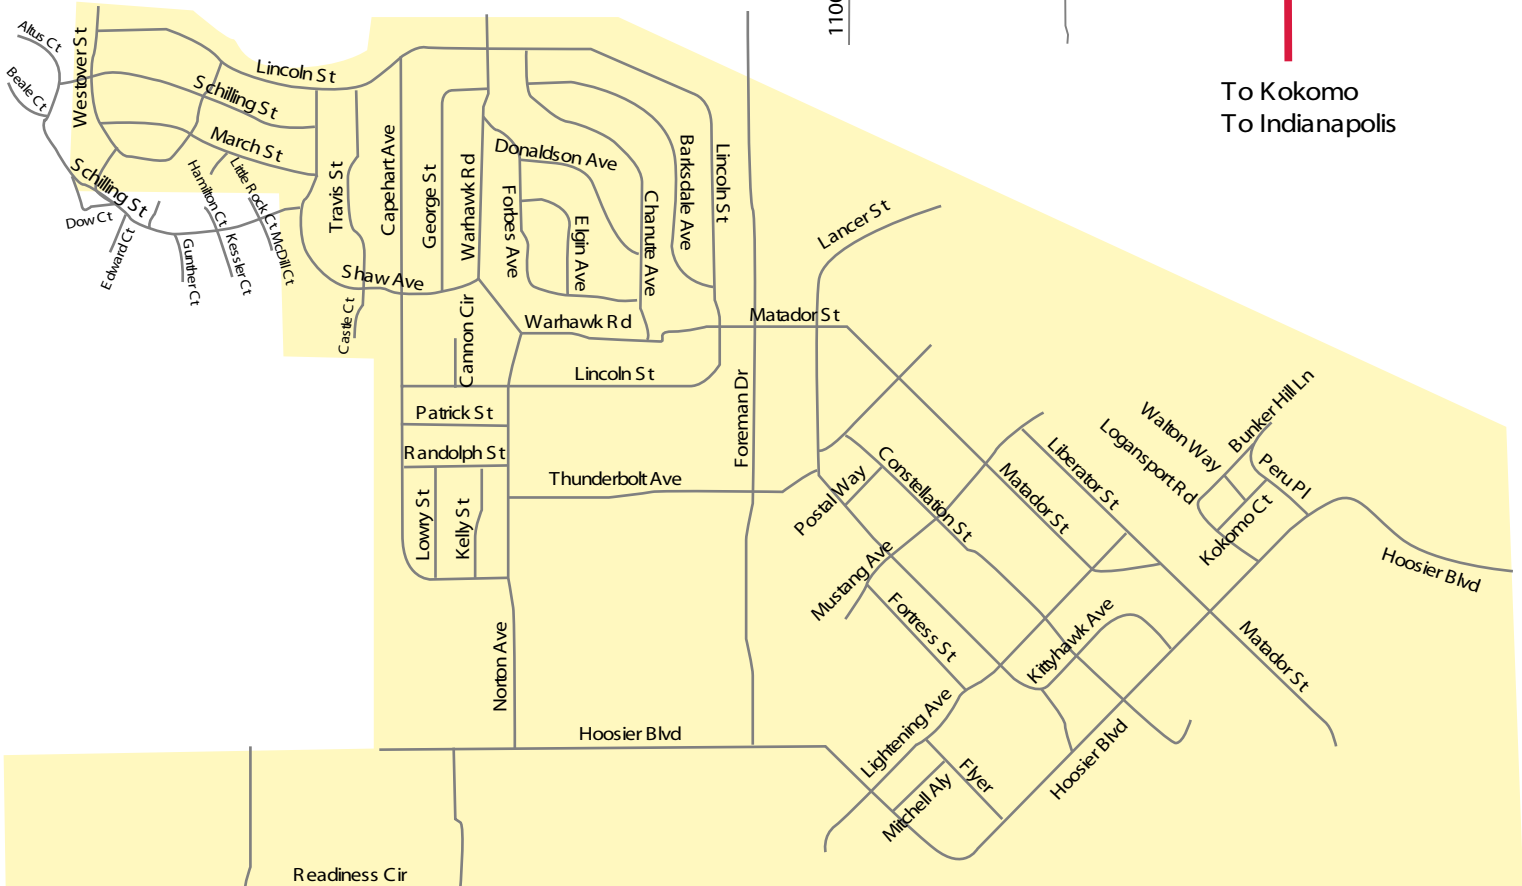 1100
To Kokomo
To Indianapolis
Altus Ct
Beale Ct
Westover St
Lincoln St
Schilling St
March St
Schilling St
Dow Ct
Edward Ct
Gunther Ct
Hamilton Ct
Kessler Ct
Little Rock Ct
McDill Ct
Travis St
Capehart Ave
George St
Warhawk Rd
Shaw Ave
Castle Ct
Cannon Cir
Donaldson Ave
Forbes Ave
Elgin Ave
Chanute Ave
Barksdale Ave
Lincoln St
Warhawk Rd
Matador St
Lancer St
Lincoln St
Patrick St
Randolph St
Lowry St
Kelly St
Thunderbolt Ave
Foreman Dr
Norton Ave
Hoosier Blvd
Postal Way
Constellation St
Mustang Ave
Matador St
Liberator St
Logansport Rd
Walton Way
Bunker Hill Ln
Peru Pl
Kokomo Ct
Hoosier Blvd
Fortress St
Kittyhawk Ave
Matador St
Lightening Ave
Flyer
Mitchell Aly
Hoosier Blvd
Readiness Cir